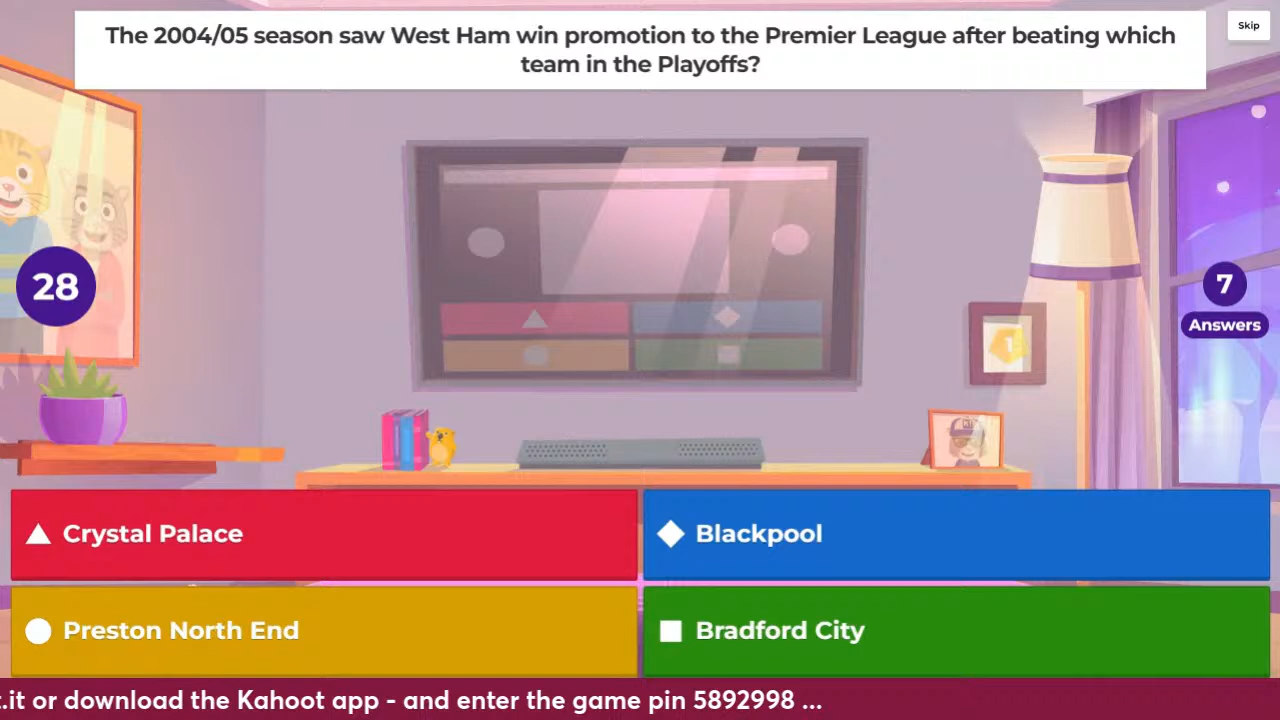 The 2004/05 season saw West Ham win promotion to the Premier League after beating which
team in the Playoffs?
Skip
28
7
Answers
Crystal Palace
Blackpool
Preston North End
Bradford City
.it or download the Kahoot app - and enter the game pin 5892998 ...